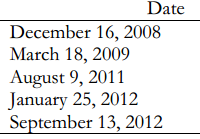 Date
December 16, 2008
March 18, 2009
August 9, 2011
January 25, 2012
September 13, 2012